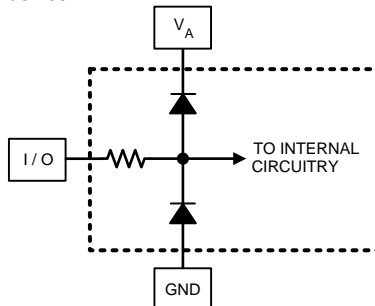 V_A
I / O
TO INTERNAL
CIRCUITRY
GND